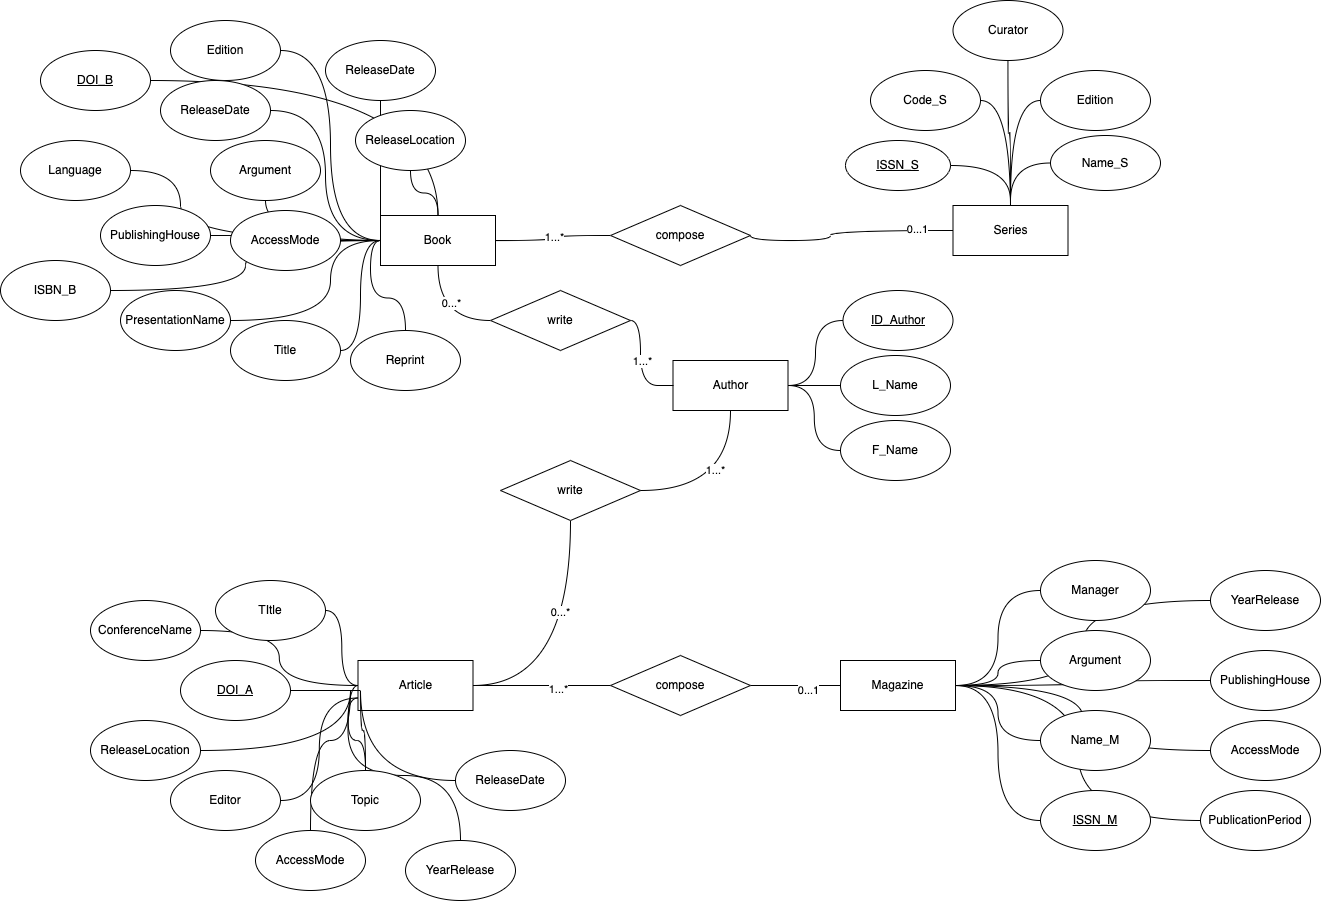 Curator
Edition
ReleaseDate
DOI_B
Code_S
Edition
ReleaseDate
ReleaseLocation
Language
Argument
ISSN_S
Name_S
PublishingHouse
AccessMode
Book
1...*
compose
0...1
Series
ISBN_B
PresentationName
0...*
write
ID_Author
Title
Reprint
1...*
Author
L_Name
F_Name
1...*
write
Manager
YearRelease
TItle
0...*
ConferenceName
Argument
DOI_A
Article
1...*
compose
0...1
Magazine
PublishingHouse
ReleaseLocation
Name_M
AccessMode
ReleaseDate
Editor
Topic
ISSN_M
PublicationPeriod
AccessMode
YearRelease